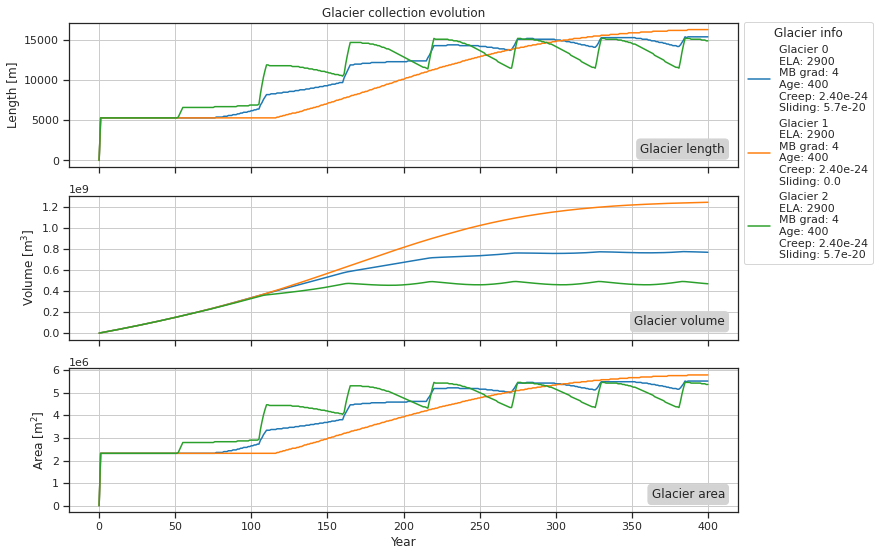 Glacier collection evolution
Length [m]
15000
10000
5000
0
Glacier length
Glacier info
Glacier 0
ELA: 2900
MB grad: 4
Age: 400
Creep: 2.40e-24
Sliding: 5.7e-20
Glacier 1
ELA: 2900
MB grad: 4
Age: 400
Creep: 2.40e-24
Sliding: 0.0
Glacier 2
ELA: 2900
MB grad: 4
Age: 400
Creep: 2.40e-24
Sliding: 5.7e-20
1e9
Volume [m³]
1.2
1.0
0.8
0.6
0.4
0.2
0.0
Glacier volume
1e6
Area [m²]
6
5
4
3
2
1
0
Glacier area
0 50 100 150 200 250 300 350 400
Year